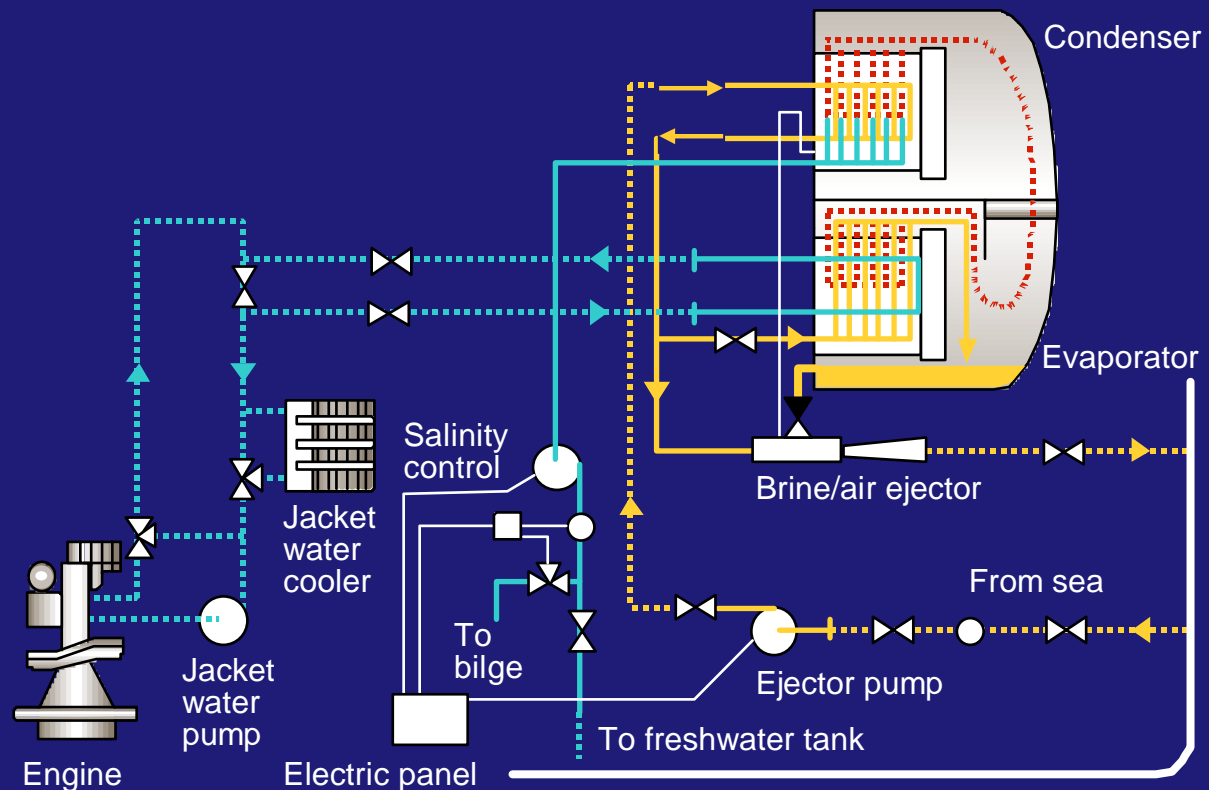 Condenser
Evaporator
Salinity
control
Brine/air ejector
Jacket
water
cooler
From sea
To
bilge
Ejector pump
Jacket
water
pump
To freshwater tank
Engine
Electric panel